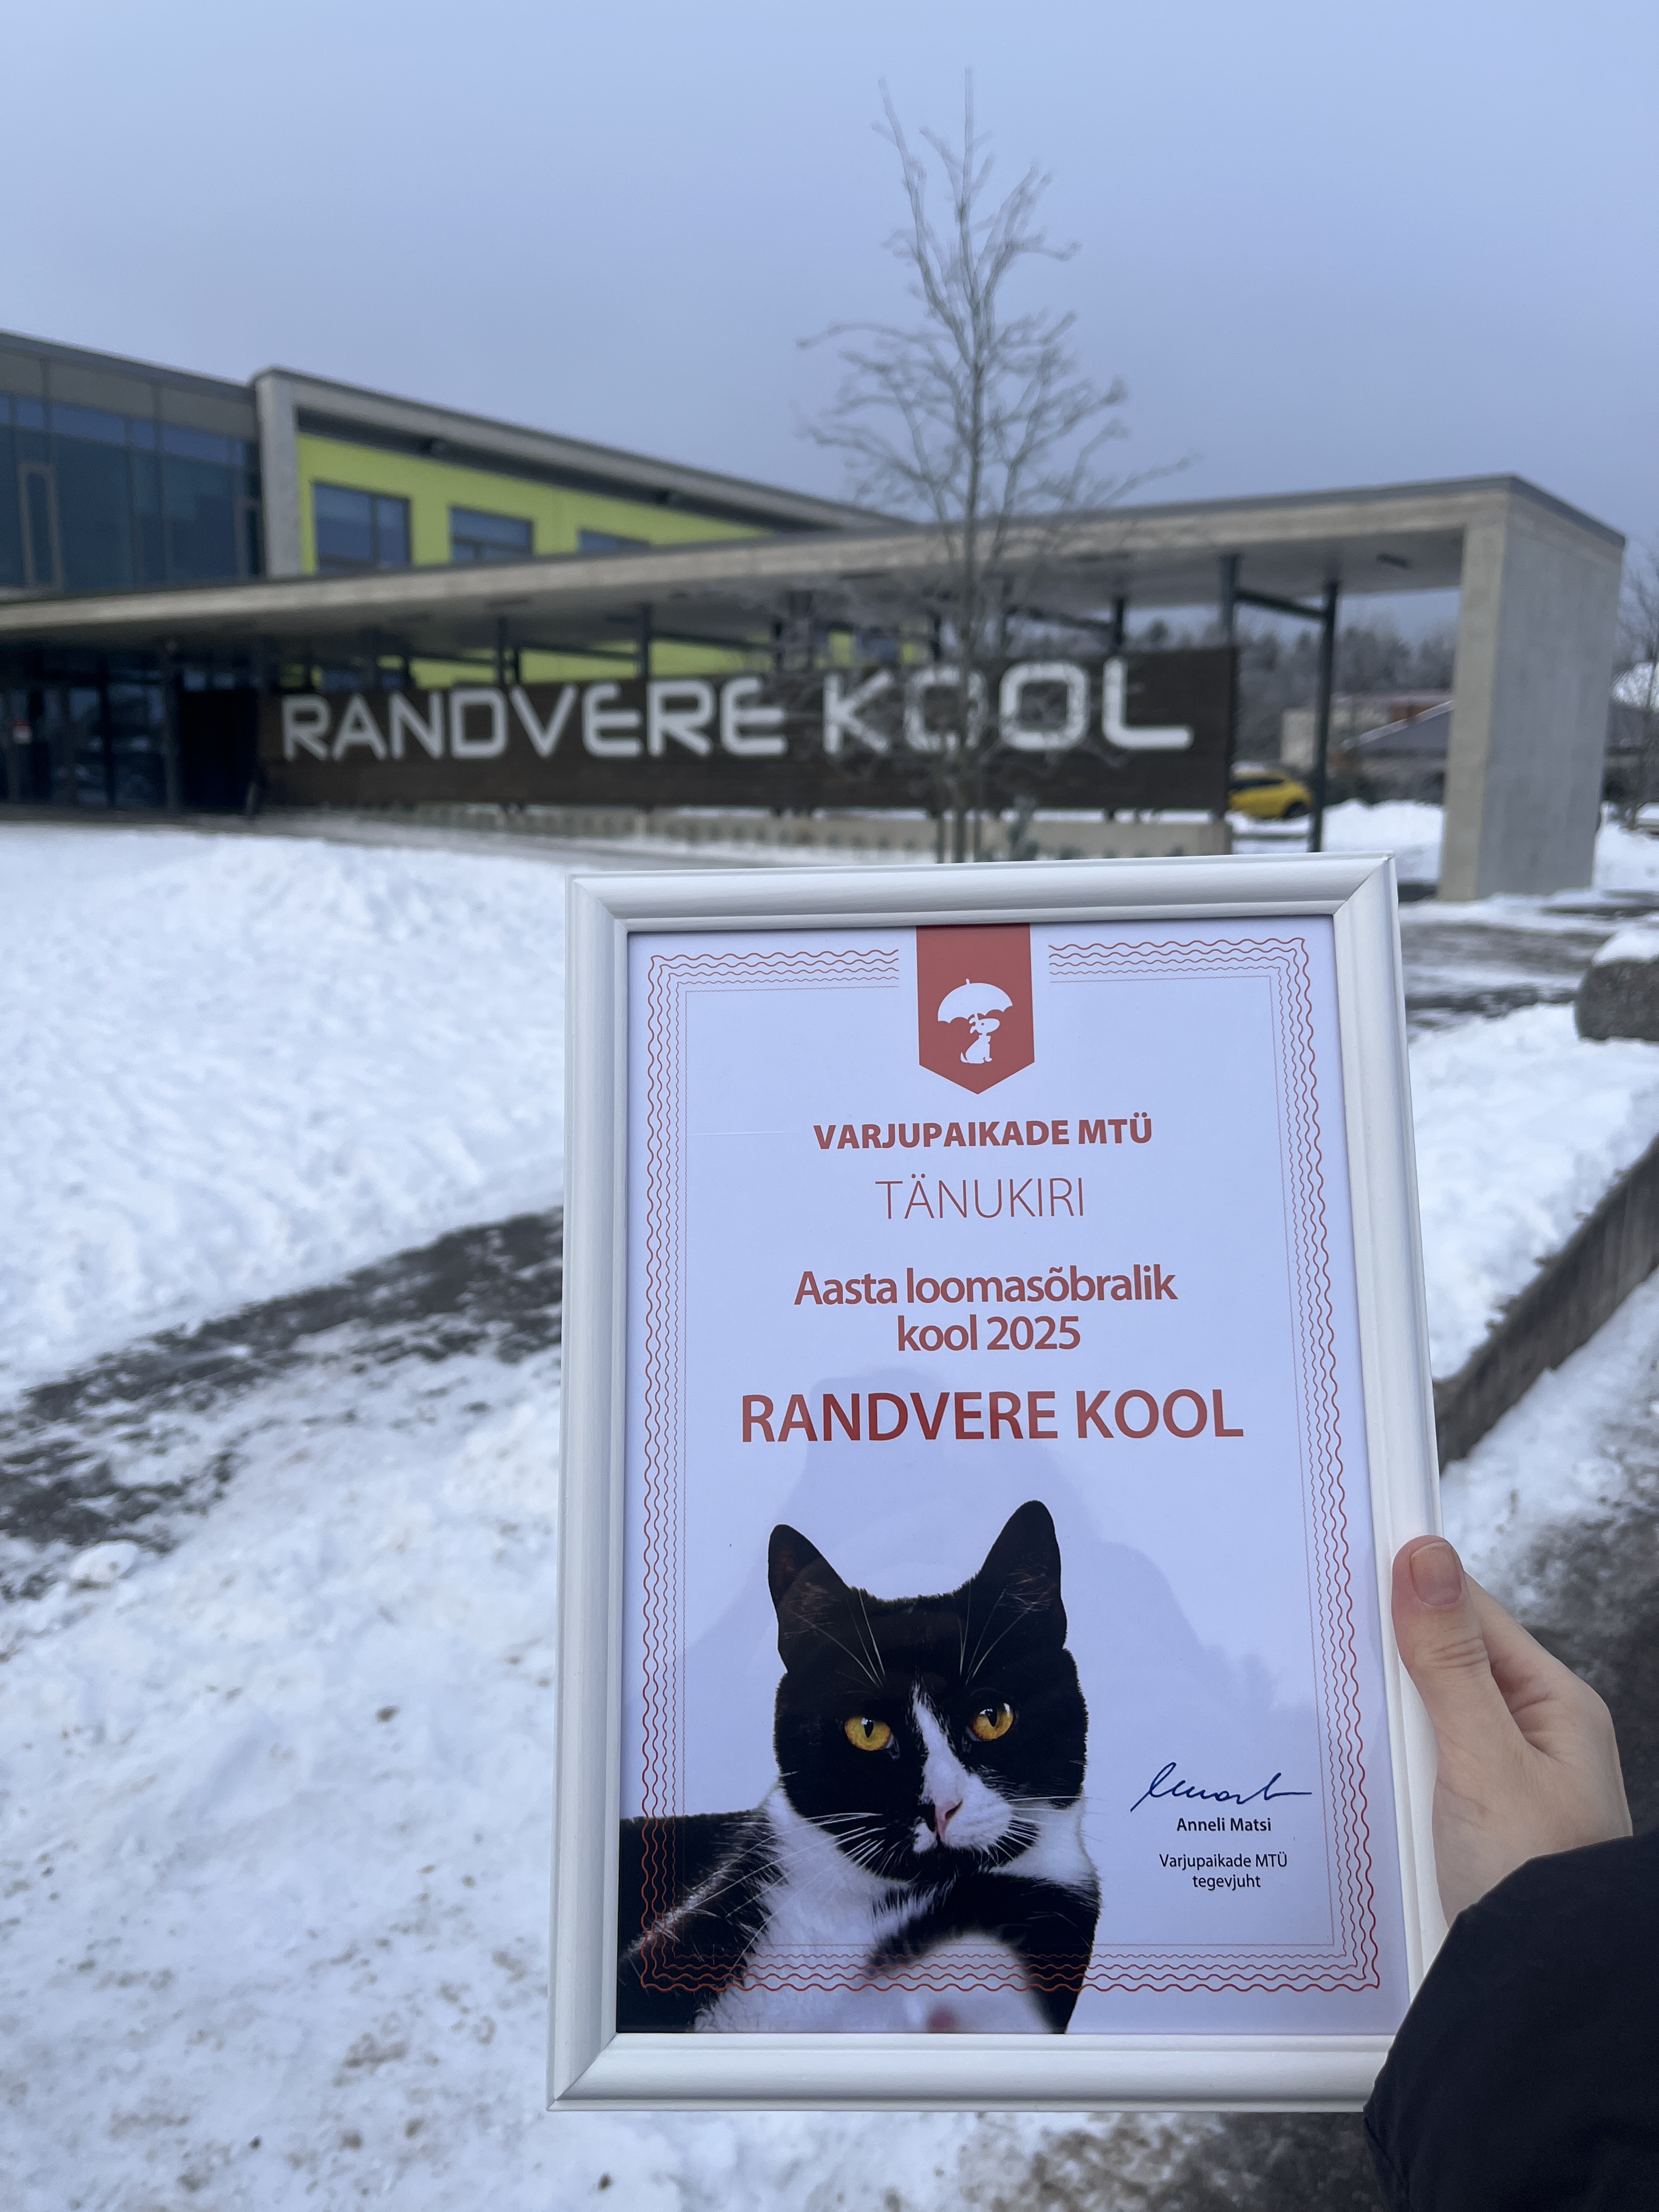 RANDVERE KOOL
VARJUPAIKADE MTÜ
TÄNUKIRI
Aasta loomasõbralik
kool 2025
RANDVERE KOOL
Anneli Matsi
Varjupaikade MTÜ
tegevjuht